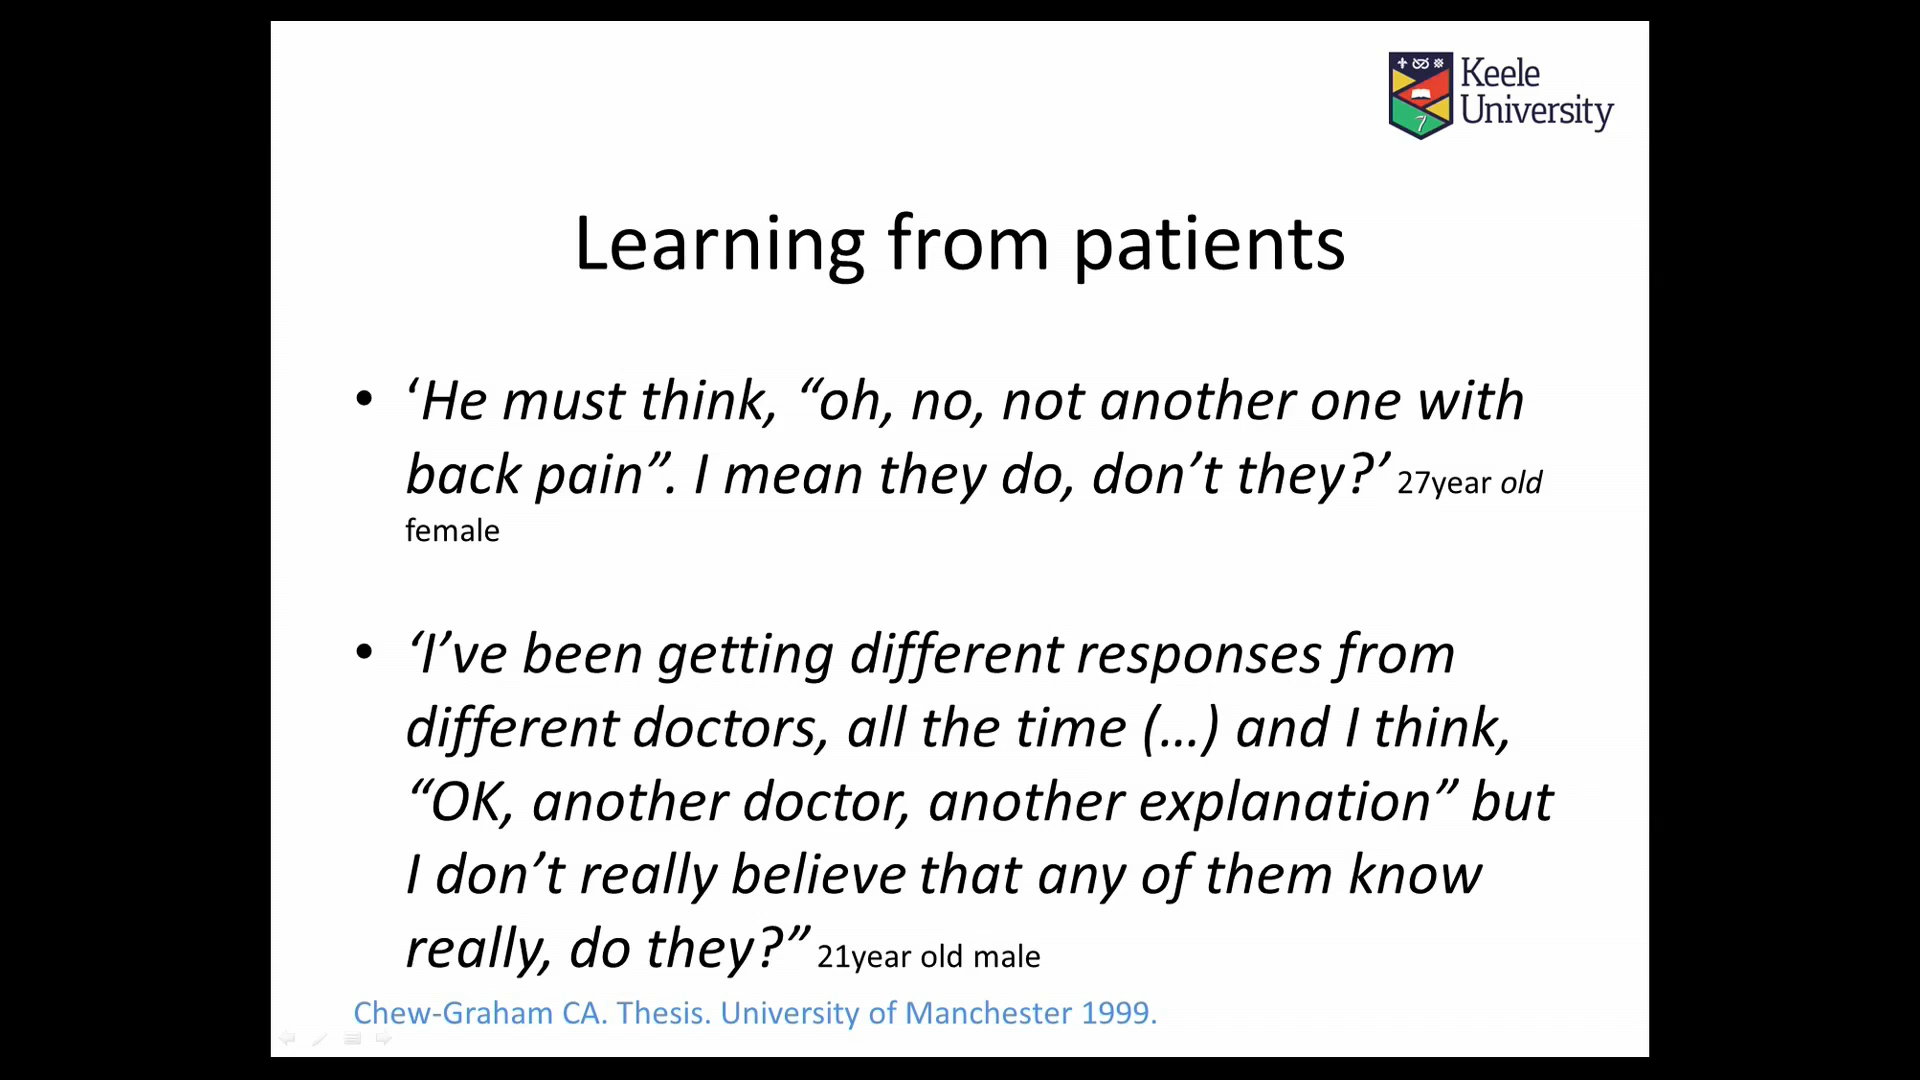 Keele
University
Learning from patients
• ‘He must think, “oh, no, not another one with
back pain”. I mean they do, don’t they?’ 27year old
female
• ‘I’ve been getting different responses from
different doctors, all the time (…) and I think,
“OK, another doctor, another explanation” but
I don’t really believe that any of them know
really, do they?” 21year old male
Chew-Graham CA. Thesis. University of Manchester 1999.